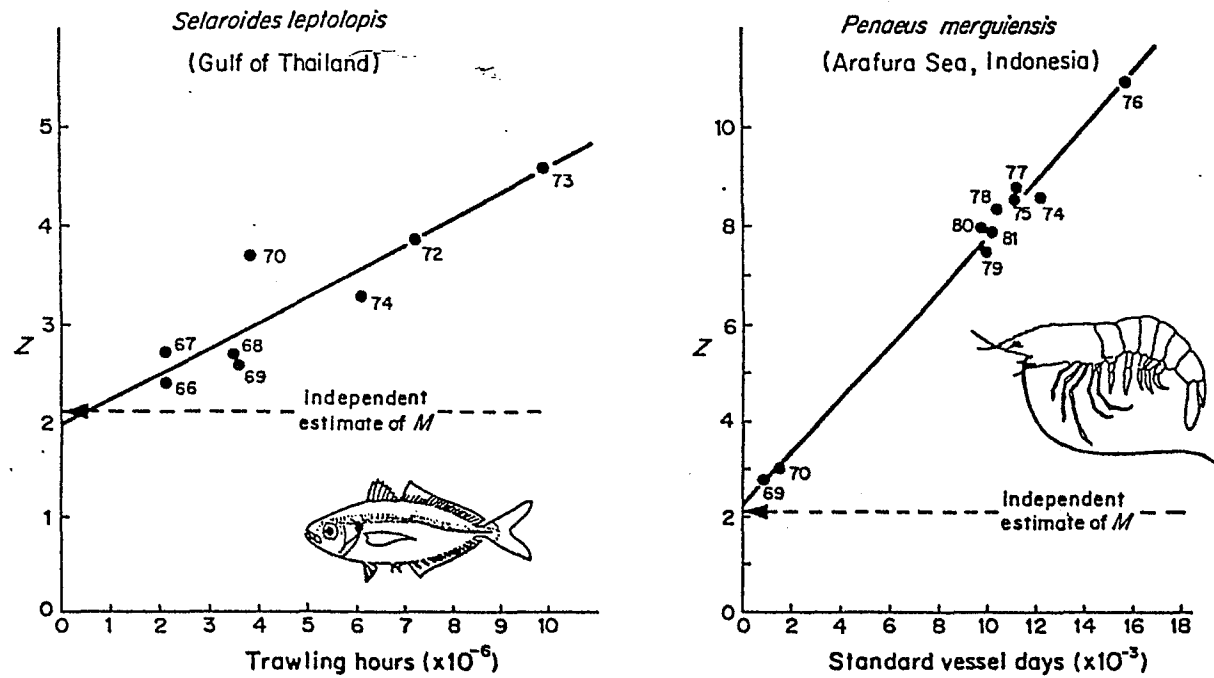 Selaroides leptolopis
(Gulf of Thailand)
5
4
3
2
1
0
Z
70
73
72
74
67
68
66
69
Independent
estimate of M
0 1 2 3 4 5 6 7 8 9 10
Trawling hours (x10⁻⁶)
Penaeus merguiensis
(Arafura Sea, Indonesia)
10
8
6
4
2
0
Z
76
77
78
75
74
80
81
79
70
69
Independent
estimate of M
0 2 4 6 8 10 12 14 16 18
Standard vessel days (x10⁻³)